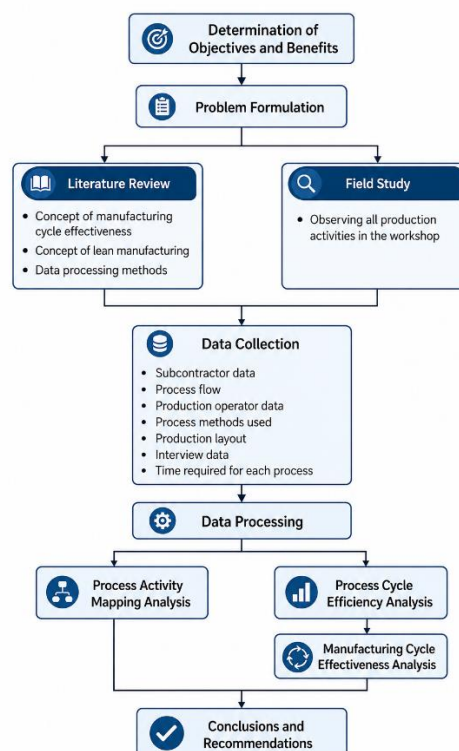 Determination of
Objectives and Benefits
Problem Formulation
Literature Review
• Concept of manufacturing
cycle effectiveness
• Concept of lean manufacturing
• Data processing methods
Field Study
• Observing all production
activities in the workshop
Data Collection
• Subcontractor data
• Process flow
• Production operator data
• Process methods used
• Production layout
• Interview data
• Time required for each process
Data Processing
Process Activity
Mapping Analysis
Process Cycle
Efficiency Analysis
Manufacturing Cycle
Effectiveness Analysis
Conclusions and
Recommendations